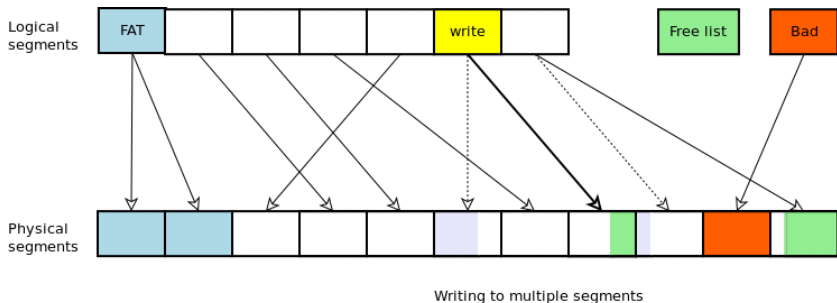 Logical
segments
FAT
write
Free list
Bad
Physical
segments
Writing to multiple segments